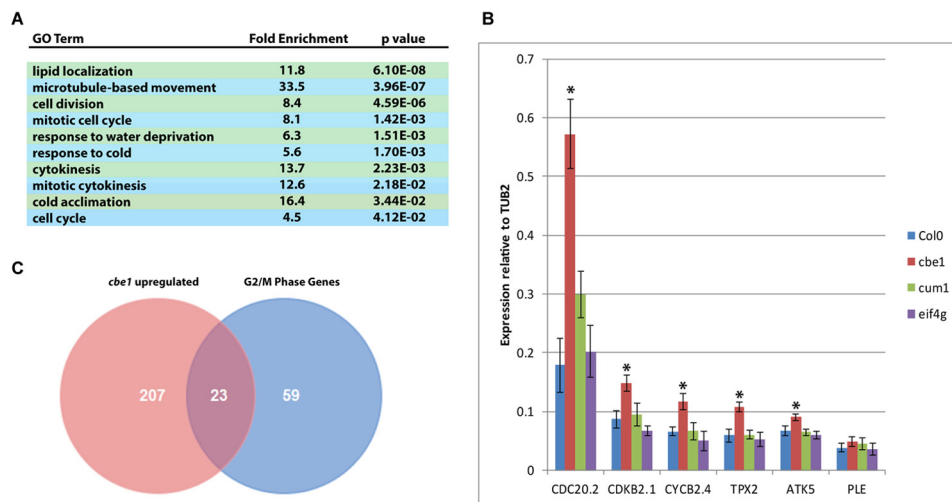 A
GO Term Fold Enrichment p value
lipid localization 11.8 6.10E-08
microtubule-based movement 33.5 3.96E-07
cell division 8.4 4.59E-06
mitotic cell cycle 8.1 1.42E-03
response to water deprivation 6.3 1.51E-03
response to cold 5.6 1.70E-03
cytokinesis 13.7 2.23E-03
mitotic cytokinesis 12.6 2.18E-02
cold acclimation 16.4 3.44E-02
cell cycle 4.5 4.12E-02
C
cbe1 upregulated G2/M Phase Genes
207 23 59
B
Expression relative to TUB2
0.7
0.6
0.5
0.4
0.3
0.2
0.1
0
* * * * *
CDC20.2 CDKB2.1 CYCB2.4 TPX2 ATK5 PLE
Col0
cbe1
cum1
eif4g